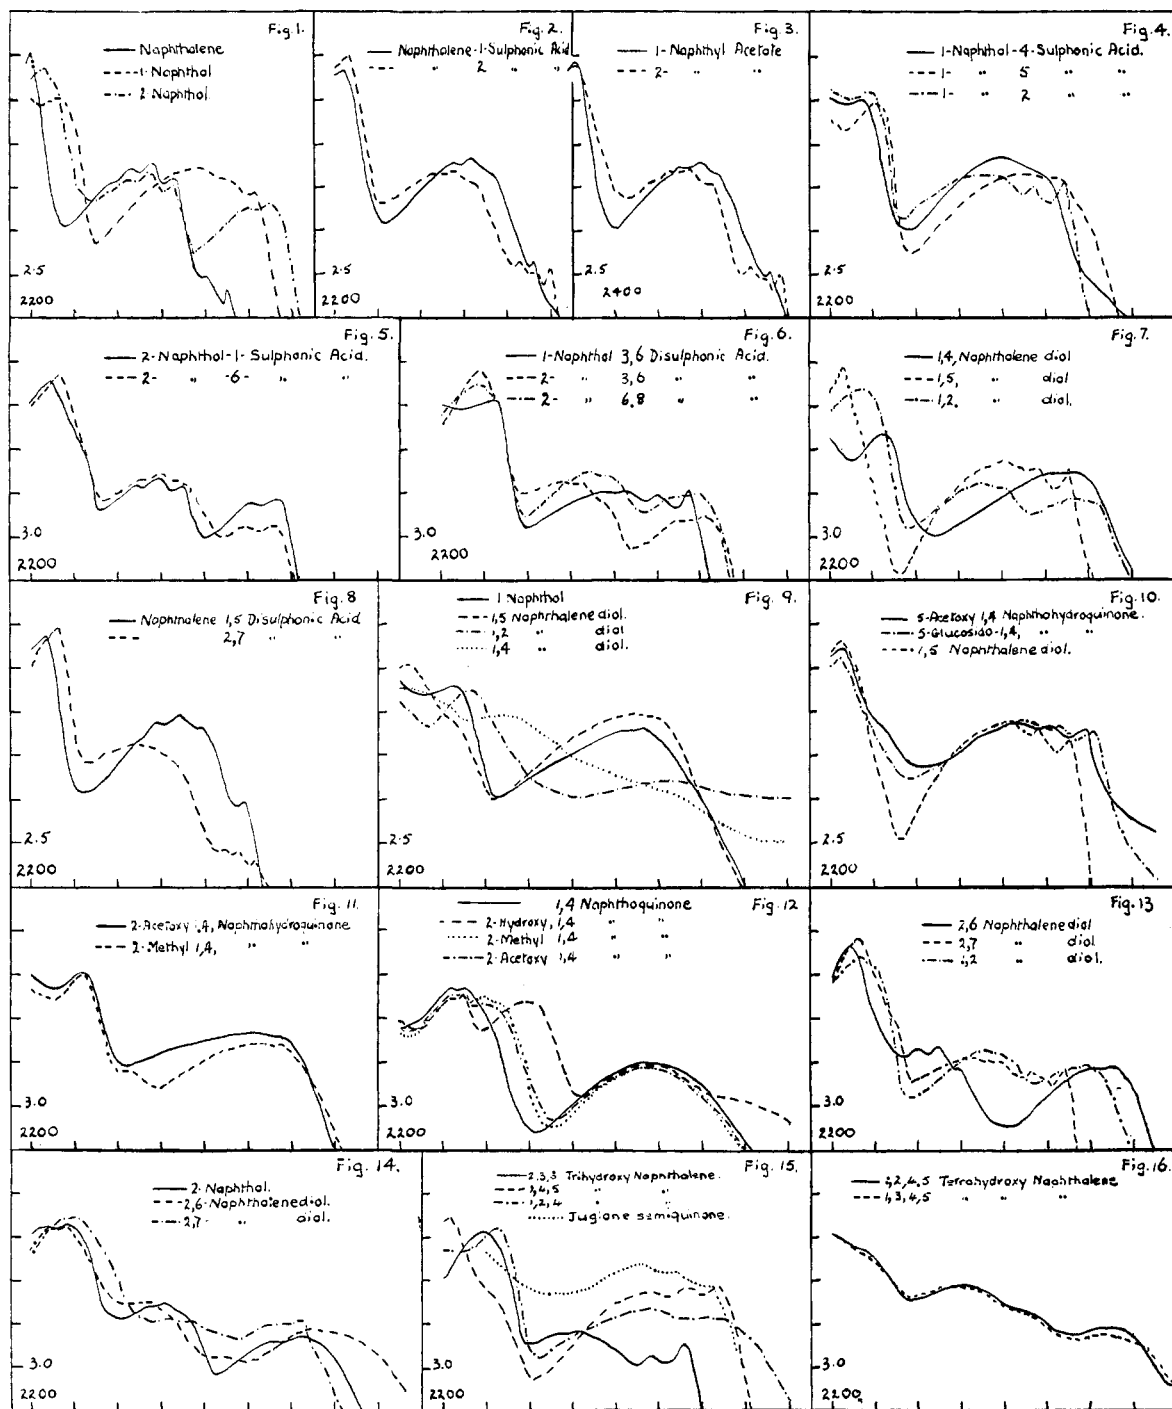 Fig.1.
Naphthalene
1-Naphthol
2-Naphthol.
2.5
2200
Fig.2.
Naphthalene-1-Sulphonic Acid
" 2 " "
2.5
2200
Fig.3.
1-Naphthyl Acetate
2- " "
2.5
2400
Fig.4.
1-Naphthol-4-Sulphonic Acid.
1- " 5 " "
1- " 2 " "
2.5
2200
Fig.5.
2-Naphthol-1-Sulphonic Acid.
2- " -6- " "
3.0
2200
Fig.6.
1-Naphthol 3,6 Disulphonic Acid.
2- " 3,6 " "
2- " 6,8 " "
3.0
2200
Fig.7.
1,4, Naphthalene diol
1,5, " diol
1,2. " diol.
3.0
2200
Fig.8
Naphthalene 1,5 Disulphonic Acid
2,7 " "
2.5
2200
Fig.9.
1 Naphthol
1,5 Naphthalene diol.
1,2 " diol
1,4 " diol.
2.5
2200
Fig.10.
5-Acetoxy 1,4 Naphthohydroquinone.
5-Glucosido-1,4, " "
1,5 Naphthalene diol.
2.5
2200
Fig.11.
2-Acetoxy 1,4, Naphthohydroquinone
2-Methyl 1,4, " "
3.0
2200
Fig.12
1,4 Naphthoquinone
2-Hydroxy, 1,4 " "
2-Methyl 1,4 " "
2-Acetoxy 1,4 " "
3.0
2200
Fig.13
2,6 Naphthalene diol
2,7 " diol
1,2 " diol.
3.0
2200
Fig.14.
2-Naphthol.
2,6-Naphthalenediol.
2,7- " diol.
3.0
2200
Fig.15.
Trihydroxy Naphthalene.
1,4,5 " "
1,2,4 " "
Juglone semiquinone.
3.0
2200
Fig.16.
1,2,4,5 Tetrahydroxy Naphthalene
1,3,4,5 " " "
3.0
2200